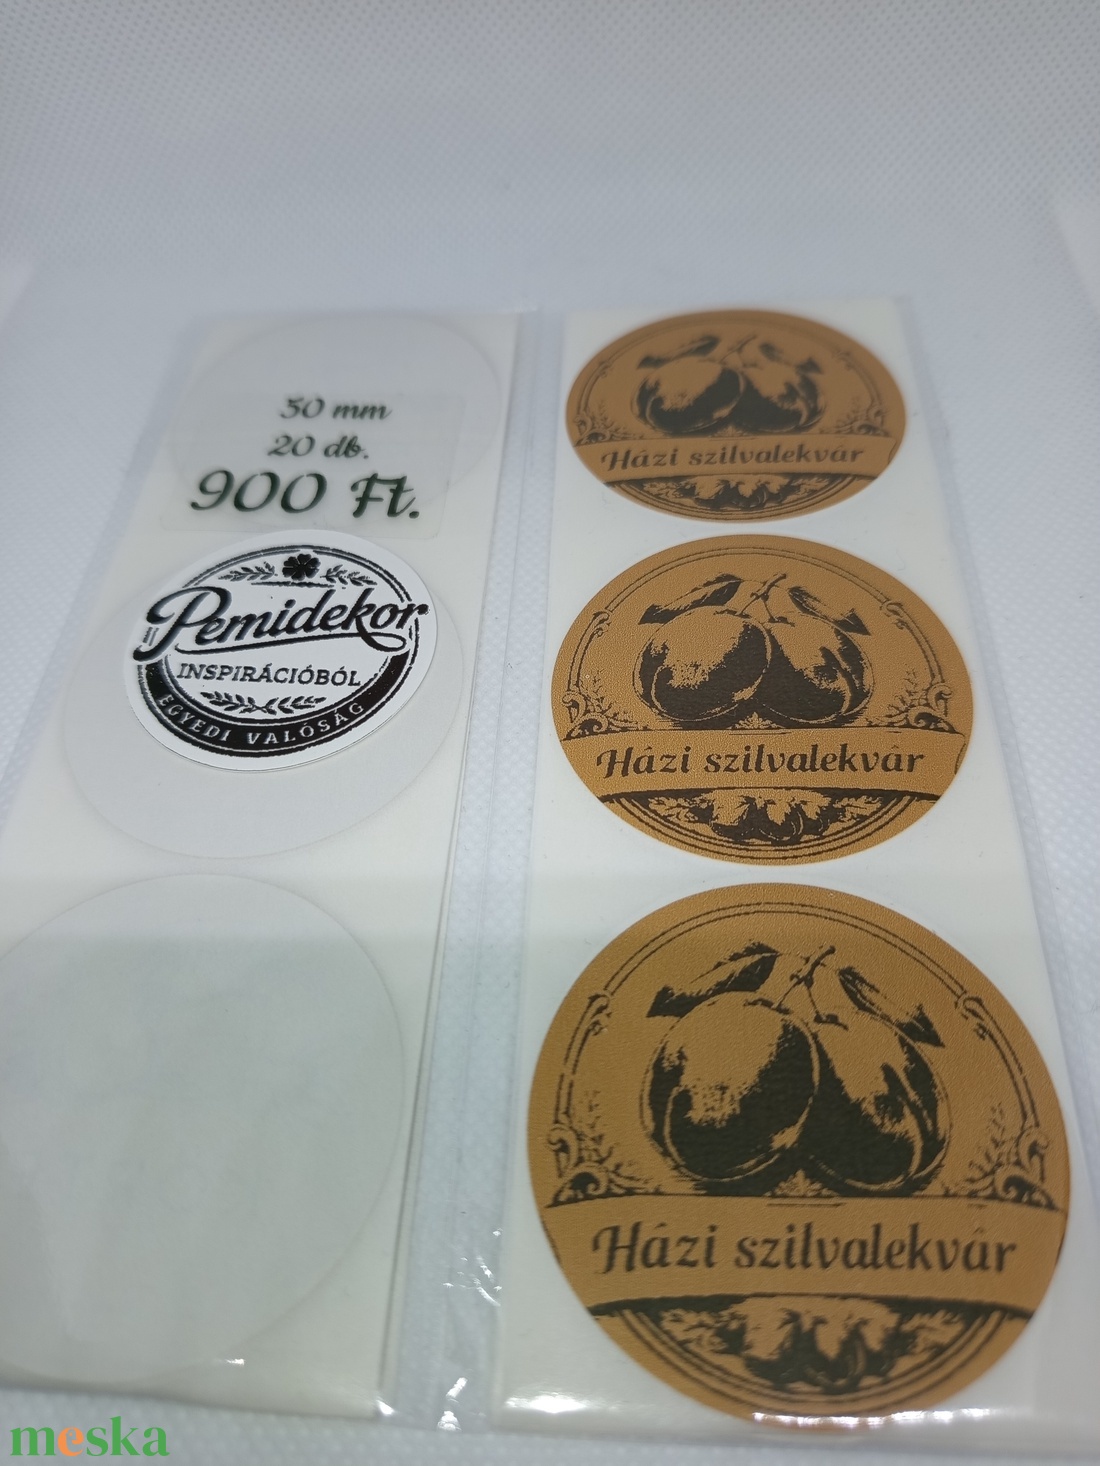 50 mm
20 db.
900 Ft.
Pemidekor
INSPIRÁCIÓBÓL
EGYEDI VALÓSÁG
Házi szilvalekvár
Házi szilvalekvár
Házi szilvalekvár
meska